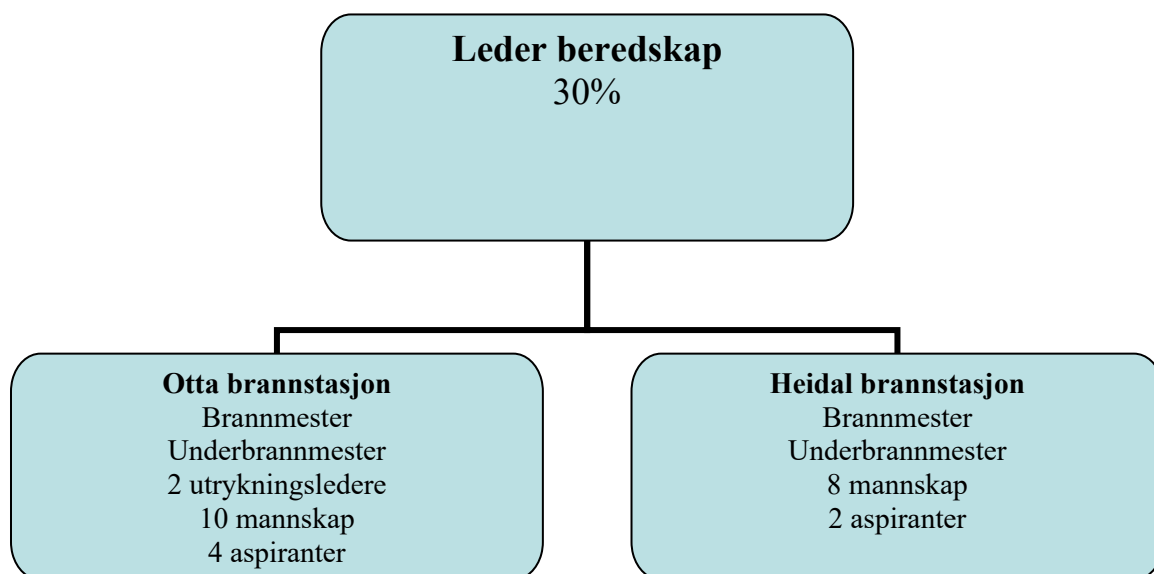 Leder beredskap
30%
Otta brannstasjon
Brannmester
Underbrannmester
2 utrykningsledere
10 mannskap
4 aspiranter
Heidal brannstasjon
Brannmester
Underbrannmester
8 mannskap
2 aspiranter